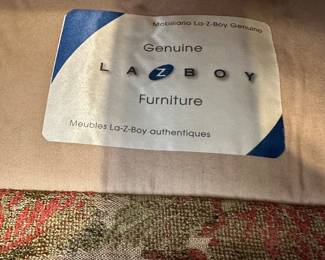 Mobiliario La-Z-Boy Genuino
Genuine
LAZBOY
Furniture
Meubles La-Z-Boy authentiques